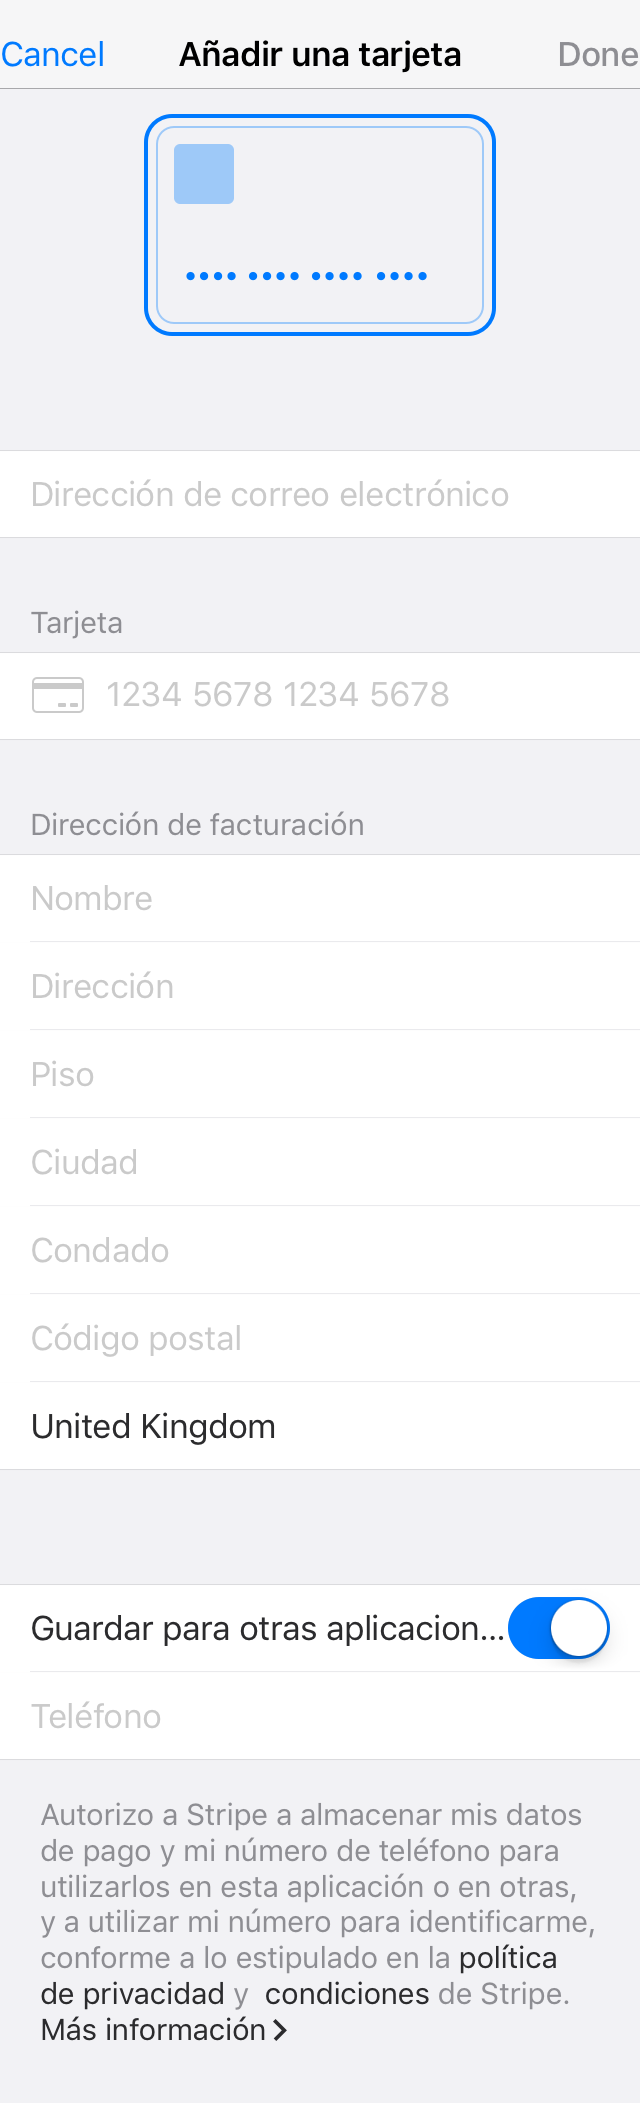 Cancel Añadir una tarjeta Done
Dirección de correo electrónico
Tarjeta
1234 5678 1234 5678
Dirección de facturación
Nombre
Dirección
Piso
Ciudad
Condado
Código postal
United Kingdom
Guardar para otras aplicacion...
Teléfono
Autorizo a Stripe a almacenar mis datos
de pago y mi número de teléfono para
utilizarlos en esta aplicación o en otras,
y a utilizar mi número para identificarme,
conforme a lo estipulado en la política
de privacidad y condiciones de Stripe.
Más información